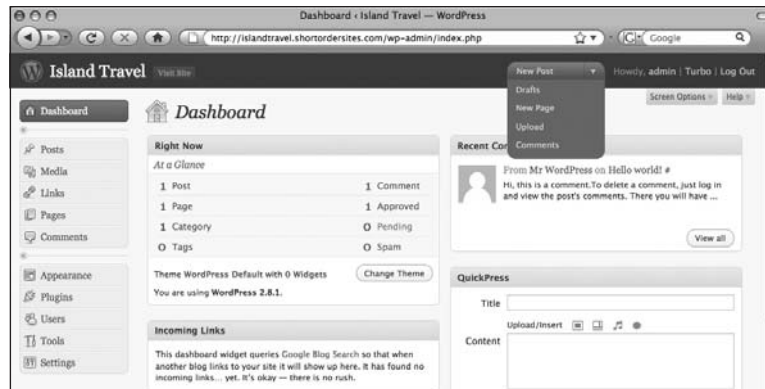 Dashboard ‹ Island Travel — WordPress
http://islandtravel.shortordersites.com/wp-admin/index.php
Google
Island Travel
Visit Site
New Post
Howdy, admin | Turbo | Log Out
Drafts
New Page
Upload
Comments
Screen Options
Help
Dashboard
Posts
Media
Links
Pages
Comments
Appearance
Plugins
Users
Tools
Settings
Dashboard
Right Now
At a Glance
1 Post
1 Comment
1 Page
1 Approved
1 Category
0 Pending
0 Tags
0 Spam
Theme WordPress Default with 0 Widgets
Change Theme
You are using WordPress 2.8.1.
Incoming Links
This dashboard widget queries Google Blog Search so that when
another blog links to your site it will show up here. It has found no
incoming links... yet. It's okay — there is no rush.
Recent Co
From Mr WordPress on Hello world! #
Hi, this is a comment.To delete a comment, just log in
and view the post's comments. There you will have ...
View all
QuickPress
Title
Upload/Insert
Content